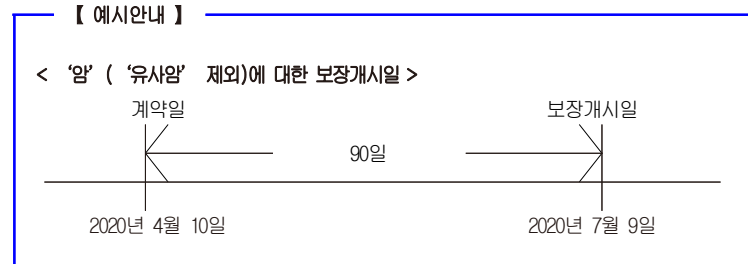 【 예시안내 】
< ‘암’ ( ‘유사암’ 제외)에 대한 보장개시일 >
계약일 보장개시일
90일
2020년 4월 10일 2020년 7월 9일